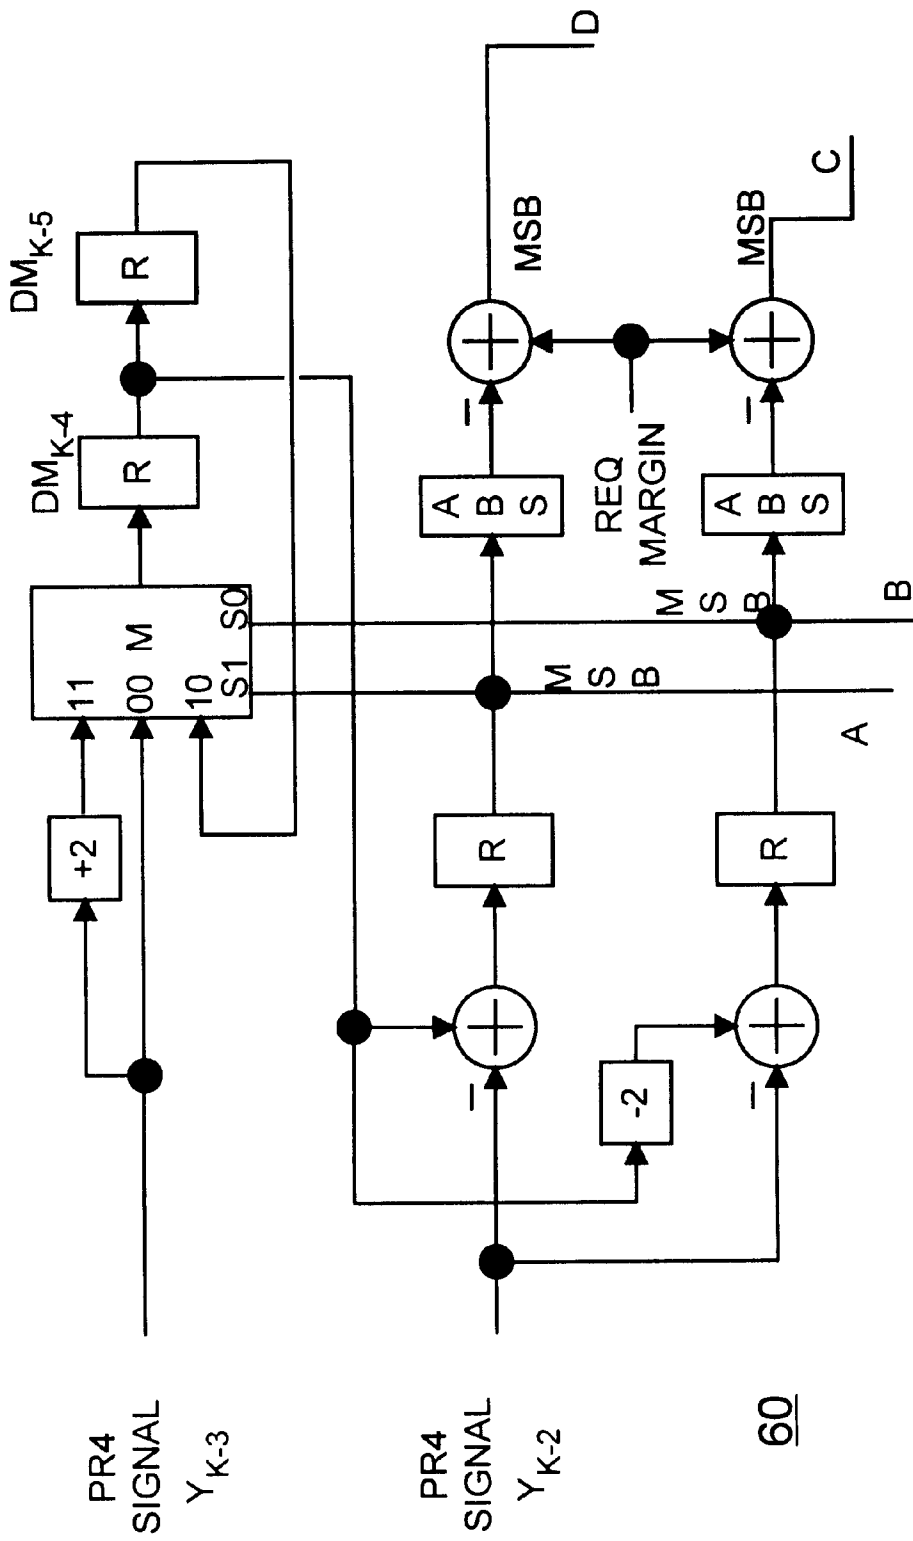 PR4
SIGNAL
Y_K-3
+2
11
00 M
10
S1 S0
DM_K-4
R
DM_K-5
R
PR4
SIGNAL
Y_K-2
R
M
S
B
A
B
S
MSB
D
REQ
MARGIN
-2
R
M
S
B
A
B
S
MSB
C
A
B
60